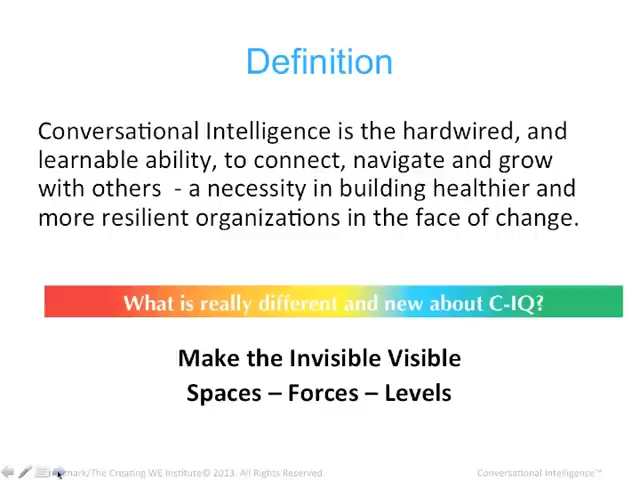 Definition
Conversational Intelligence is the hardwired, and
learnable ability, to connect, navigate and grow
with others - a necessity in building healthier and
more resilient organizations in the face of change.
What is really different and new about C-IQ?
Make the Invisible Visible
Spaces – Forces – Levels
mark/The Creating WE Institute© 2013. All Rights Reserved.
Conversational Intelligence™